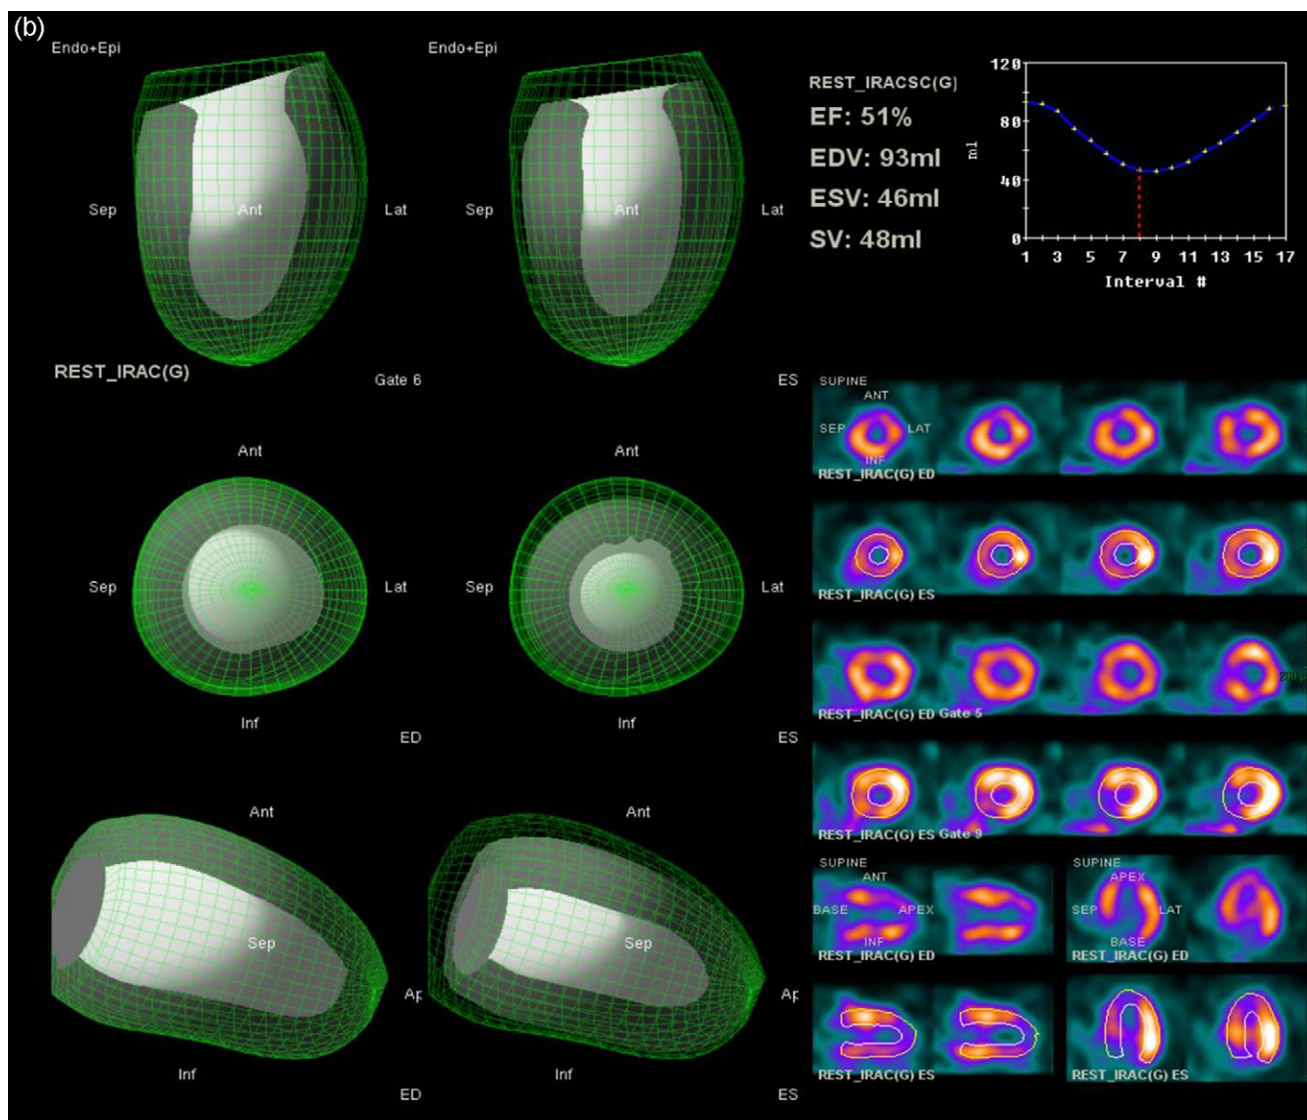 (b)
Endo+Epi
Endo+Epi
Sep
Ant
Lat
Sep
Ant
Lat
REST_IRAC(G)
Gate 6
ES
Ant
Ant
Sep
Lat
Sep
Lat
Inf
Inf
ED
ES
Ant
Ant
Sep
Sep
Ap
Ap
Inf
Inf
ED
ES
REST_IRACSC(G)
EF: 51%
EDV: 93ml
ESV: 46ml
SV: 48ml
120
80
40
0
ml
1 3 5 7 9 11 13 15 17
Interval #
SUPINE
ANT
SEP
LAT
INF
REST_IRAC(G) ED
REST_IRAC(G) ES
REST_IRAC(G) ED Gate 5
REST_IRAC(G) ES Gate 9
SUPINE
ANT
BASE
APEX
INF
REST_IRAC(G) ED
SUPINE
APEX
SEP
LAT
BASE
REST_IRAC(G) ED
REST_IRAC(G) ES
REST_IRAC(G) ES